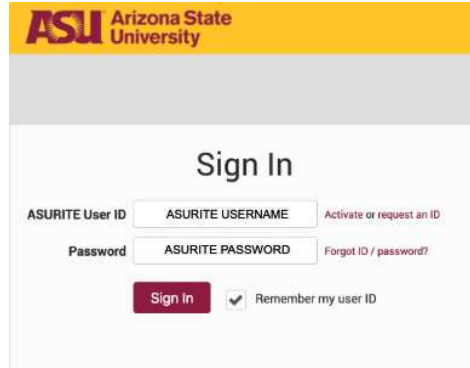 ASU Arizona State
University
Sign In
ASURITE User ID ASURITE USERNAME Activate or request an ID
Password ASURITE PASSWORD Forgot ID / password?
Sign In Remember my user ID